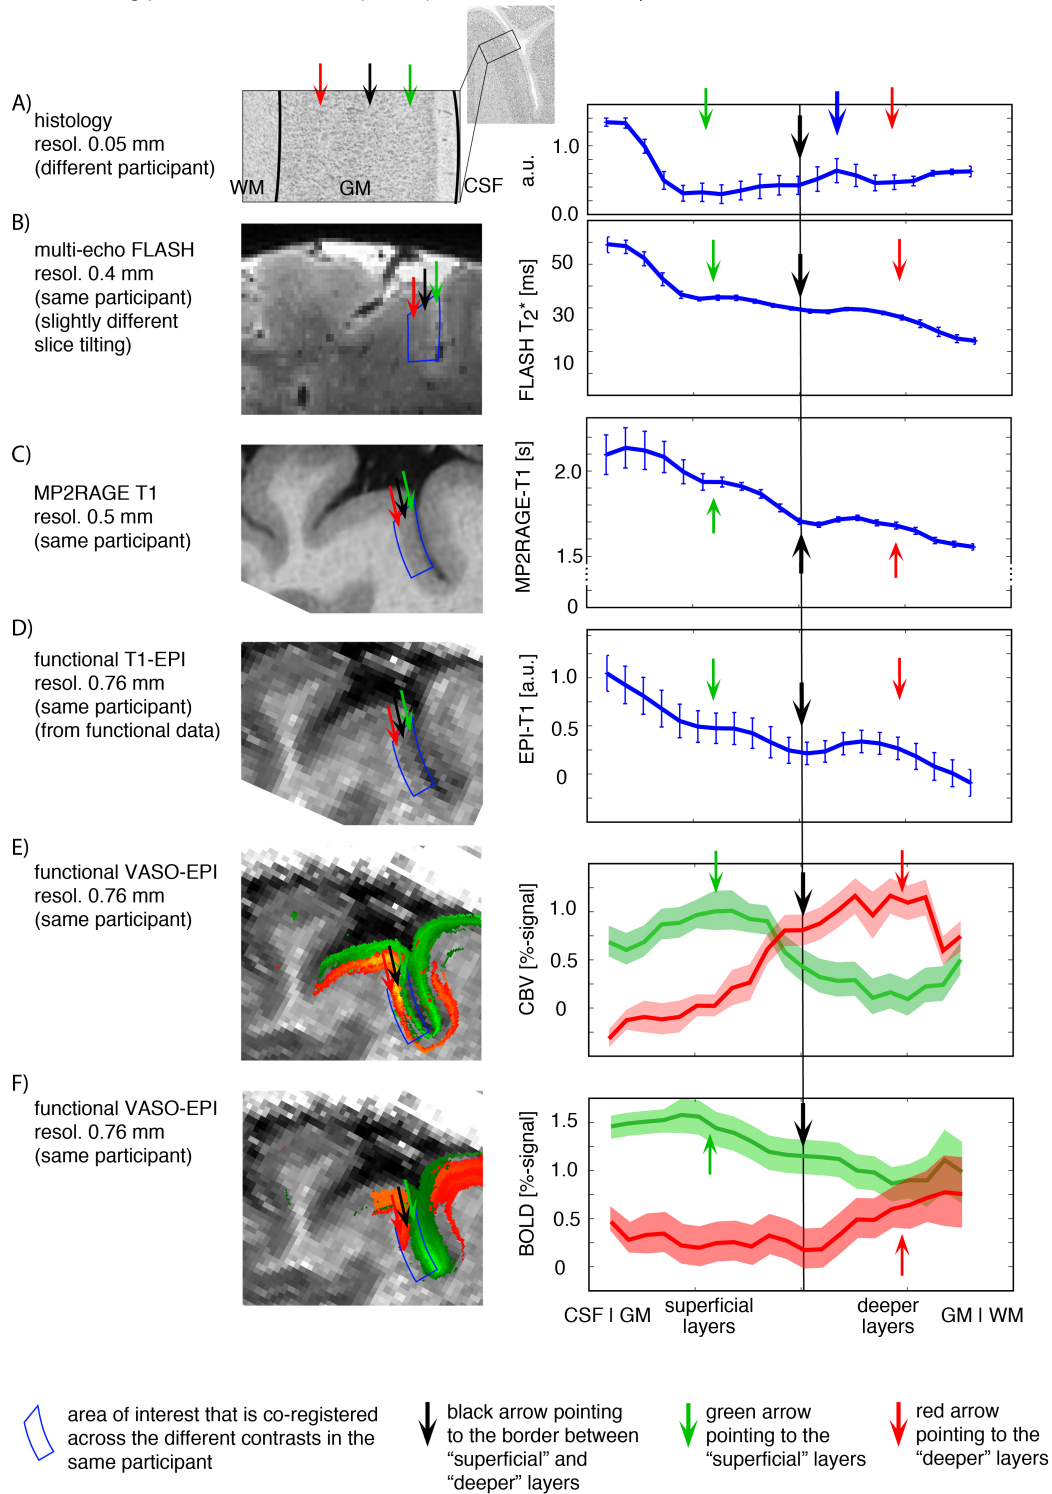 A)
histology
resol. 0.05 mm
(different participant)
WM
GM
CSF
a.u.
1.0
0.0
B)
multi-echo FLASH
resol. 0.4 mm
(same participant)
(slightly different
slice tilting)
FLASH T2* [ms]
50
30
10
C)
MP2RAGE T1
resol. 0.5 mm
(same participant)
MP2RAGE-T1 [s]
2.0
1.5
0
D)
functional T1-EPI
resol. 0.76 mm
(same participant)
(from functional data)
EPI-T1 [a.u.]
1.0
0.5
0
E)
functional VASO-EPI
resol. 0.76 mm
(same participant)
CBV [%-signal]
1.0
0.5
0
F)
functional VASO-EPI
resol. 0.76 mm
(same participant)
BOLD [%-signal]
1.5
1.0
0.5
0
CSF | GM
superficial
layers
deeper
layers
GM | WM
area of interest that is co-registered
across the different contrasts in the
same participant
black arrow pointing
to the border between
“superficial” and
“deeper” layers
green arrow
pointing to the
“superficial” layers
red arrow
pointing to the
“deeper” layers